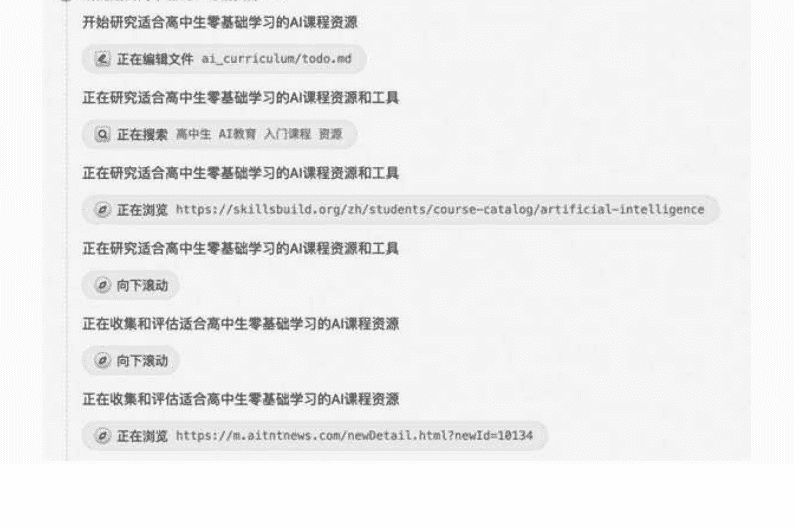 开始研究适合高中生零基础学习的AI课程资源
正在编辑文件 ai_curriculum/todo.md
正在研究适合高中生零基础学习的AI课程资源和工具
正在搜索 高中生 AI教育 入门课程 资源
正在研究适合高中生零基础学习的AI课程资源和工具
正在浏览 https://skillsbuild.org/zh/students/course-catalog/artificial-intelligence
正在研究适合高中生零基础学习的AI课程资源和工具
向下滚动
正在收集和评估适合高中生零基础学习的AI课程资源
向下滚动
正在收集和评估适合高中生零基础学习的AI课程资源
正在浏览 https://m.aitntnews.com/newDetail.html?newId=10134